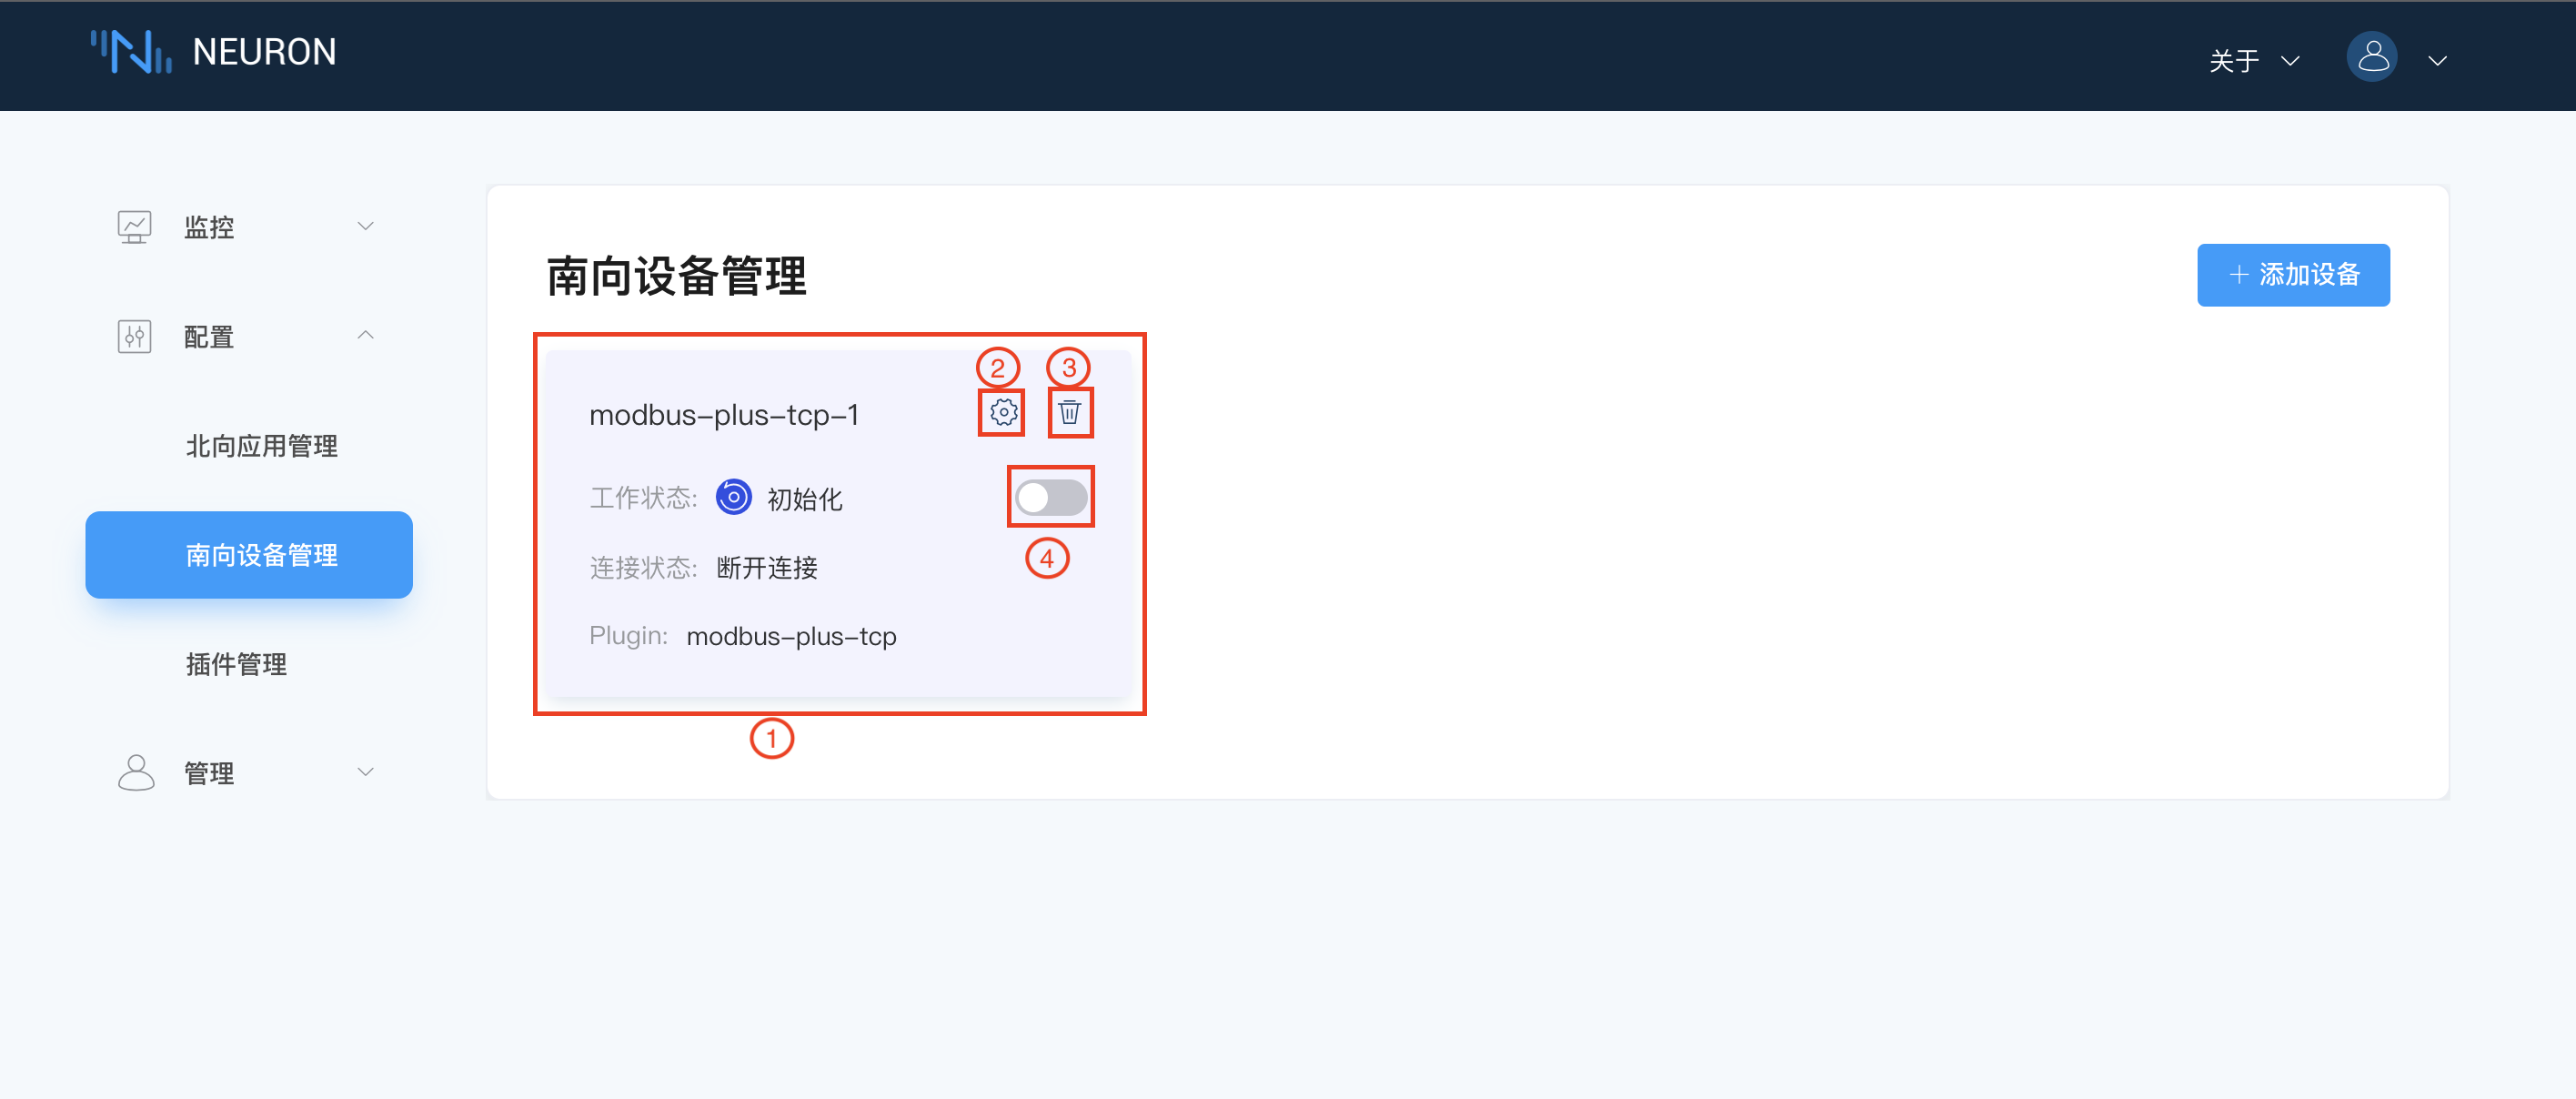 NEURON
关于
监控
配置
北向应用管理
南向设备管理
插件管理
管理
南向设备管理
+ 添加设备
② ③
modbus-plus-tcp-1
工作状态: 初始化
④
连接状态: 断开连接
Plugin: modbus-plus-tcp
①